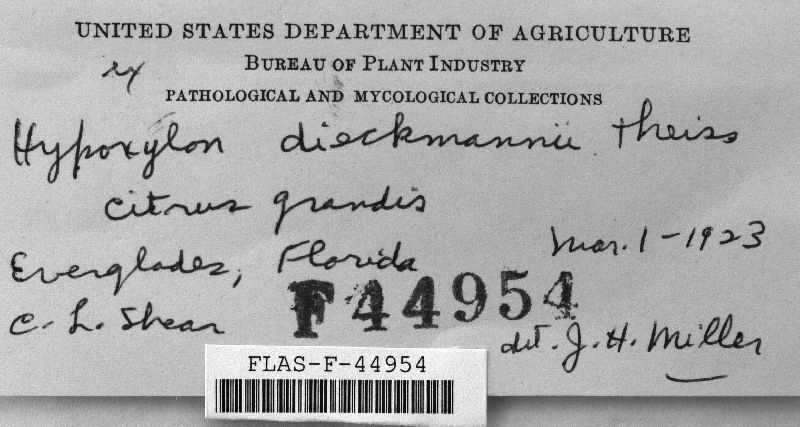 UNITED STATES DEPARTMENT OF AGRICULTURE
BUREAU OF PLANT INDUSTRY
PATHOLOGICAL AND MYCOLOGICAL COLLECTIONS
Hypoxylon dieckmannii Theiss
citrus grandis
Everglades, Florida Mar. 1-1923
C. L. Shear F44954
det. J. H. Miller
FLAS-F-44954